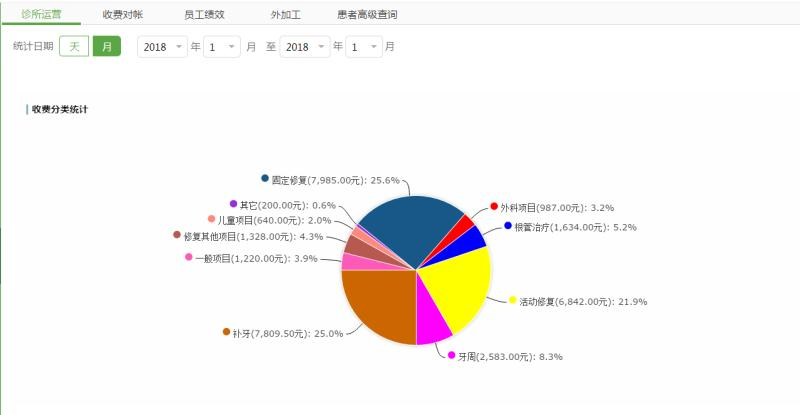 诊所运营 收费对帐 员工绩效 外加工 患者高级查询
统计日期 天 月 2018 年 1 月 至 2018 年 1 月
收费分类统计
固定修复(7,985.00元): 25.6%
其它(200.00元): 0.6%
外科项目(987.00元): 3.2%
儿童项目(640.00元): 2.0%
根管治疗(1,634.00元): 5.2%
修复其他项目(1,328.00元): 4.3%
一般项目(1,220.00元): 3.9%
活动修复(6,842.00元): 21.9%
补牙(7,809.50元): 25.0%
牙周(2,583.00元): 8.3%